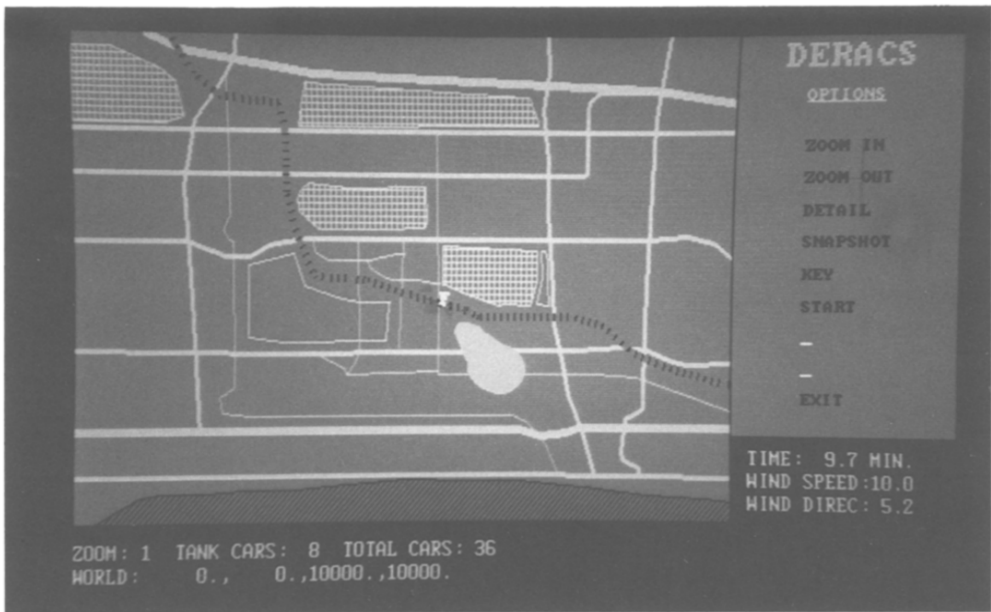 DERACS
OPTIONS
ZOOM IN
ZOOM OUT
DETAIL
SNAPSHOT
KEY
START
–
–
EXIT
TIME: 9.7 MIN.
WIND SPEED:10.0
WIND DIREC: 5.2
ZOOM: 1 TANK CARS: 8 TOTAL CARS: 36
WORLD: 0., 0.,10000.,10000.